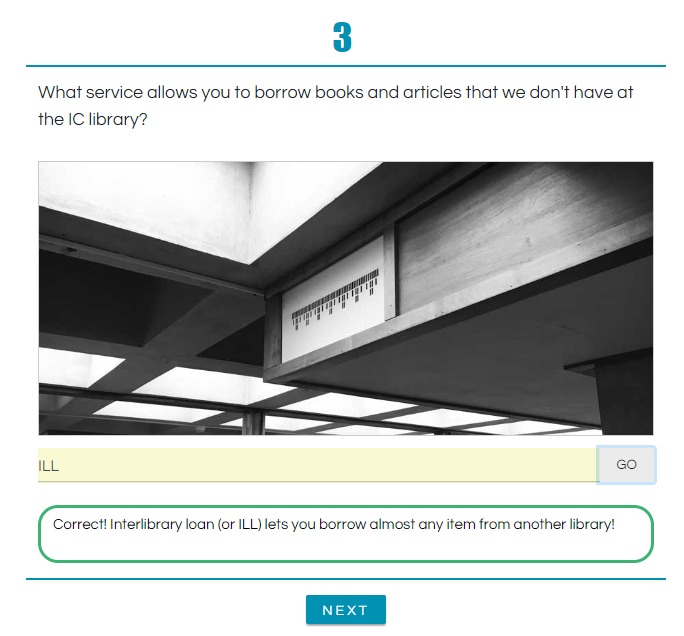 3
What service allows you to borrow books and articles that we don't have at
the IC library?
ILL
GO
Correct! Interlibrary loan (or ILL) lets you borrow almost any item from another library!
NEXT